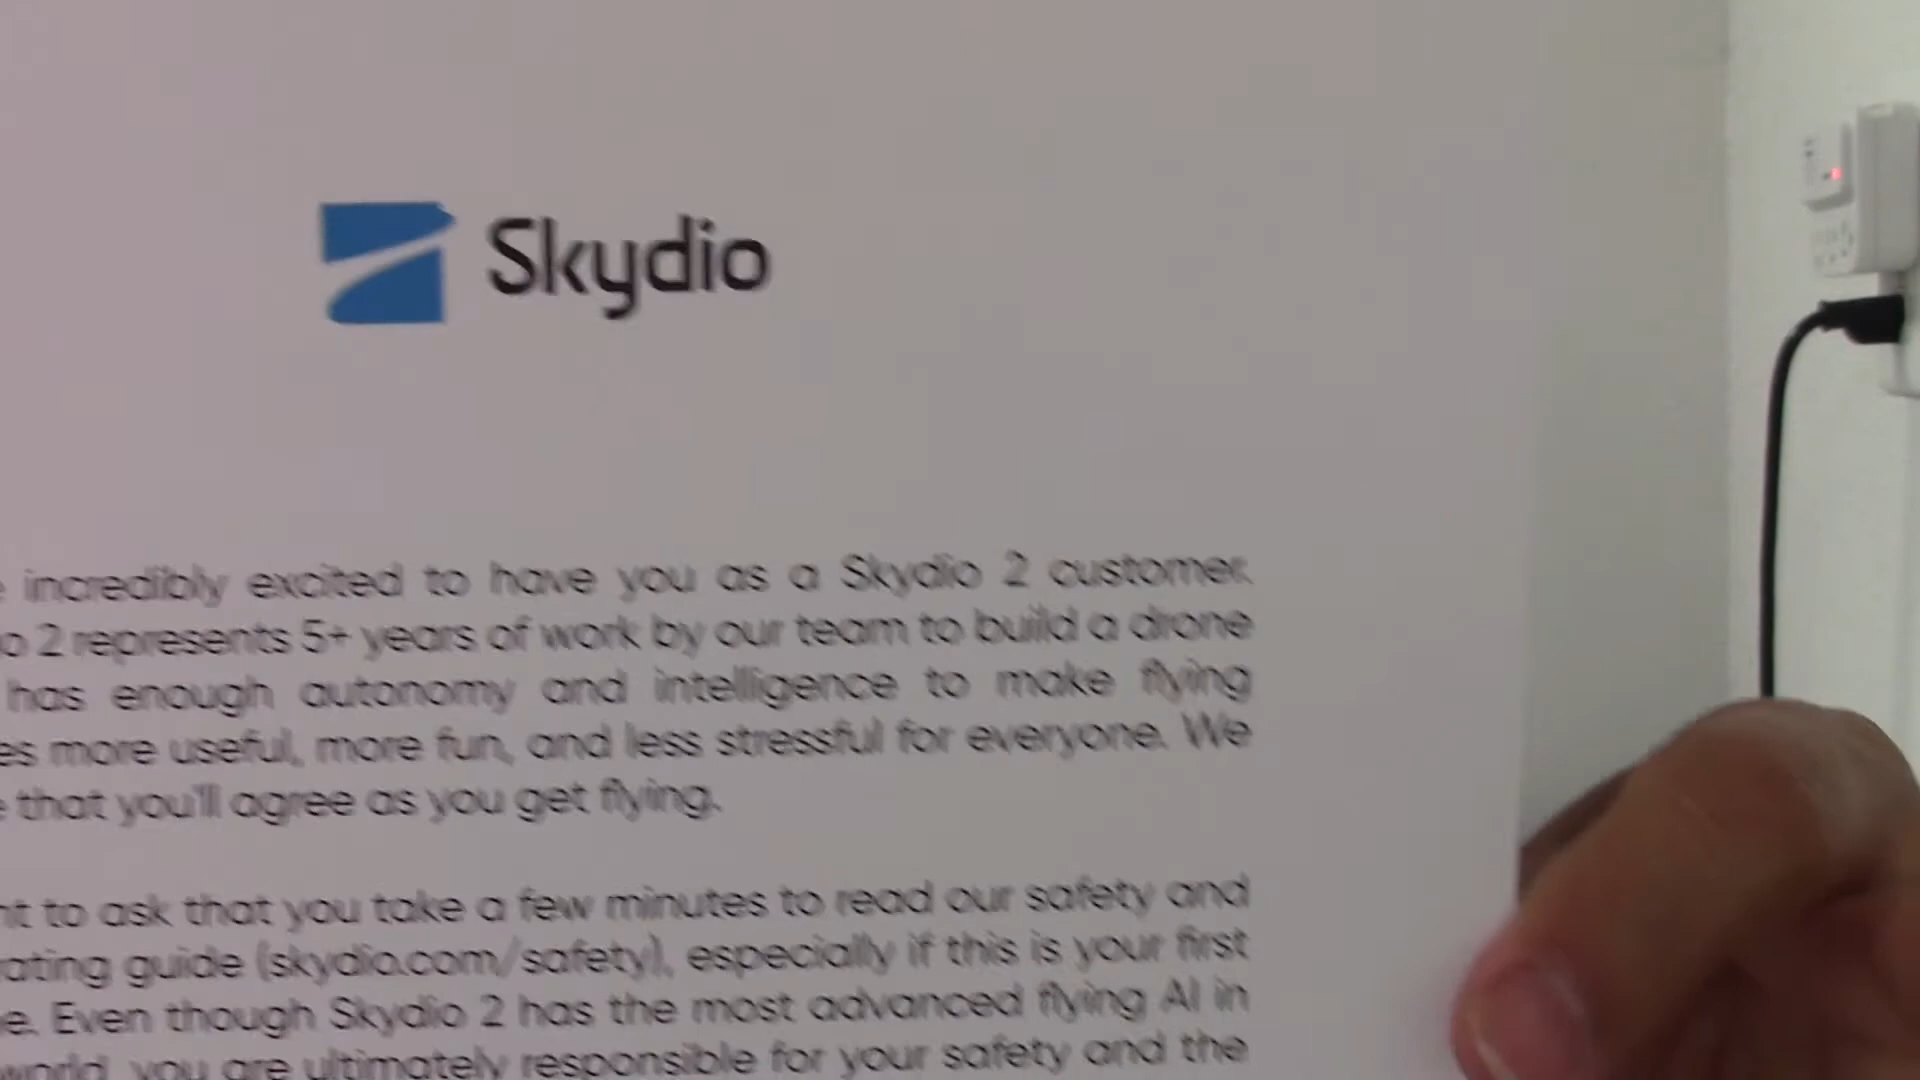 Skydio
incredibly excited to have you as a Skydio 2 customer.
2 represents 5+ years of work by our team to build a drone
has enough autonomy and intelligence to make flying
more useful, more fun, and less stressful for everyone. We
that you'll agree as you get flying.
to ask that you take a few minutes to read our safety and
guide (skydio.com/safety), especially if this is your first
Even though Skydio 2 has the most advanced flying AI in
world, you are ultimately responsible for your safety and the